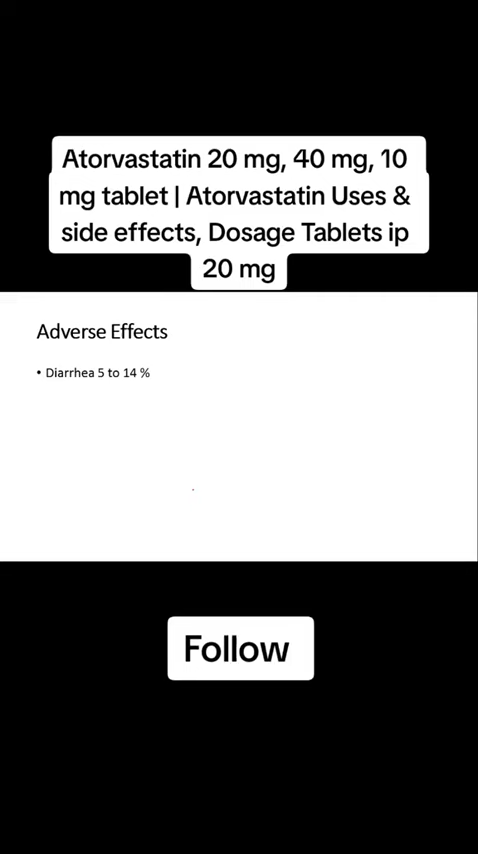 Atorvastatin 20 mg, 40 mg, 10
mg tablet | Atorvastatin Uses &
side effects, Dosage Tablets ip
20 mg
Adverse Effects
• Diarrhea 5 to 14 %
Follow